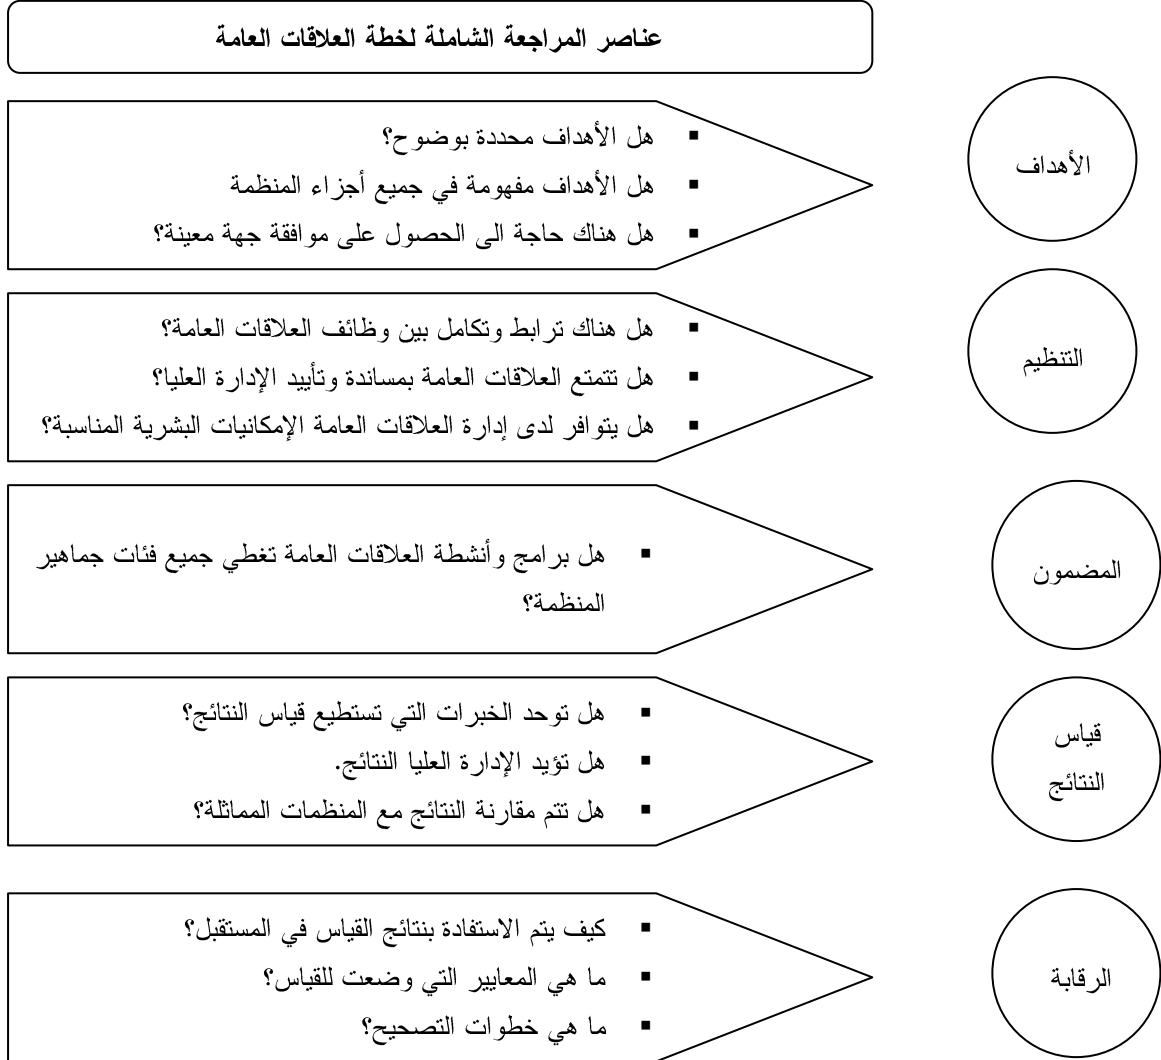 عناصر المراجعة الشاملة لخطة العلاقات العامة
الأهداف
▪ هل الأهداف محددة بوضوح؟
▪ هل الأهداف مفهومة في جميع أجزاء المنظمة
▪ هل هناك حاجة الى الحصول على موافقة جهة معينة؟
التنظيم
▪ هل هناك ترابط وتكامل بين وظائف العلاقات العامة؟
▪ هل تتمتع العلاقات العامة بمساندة وتأييد الإدارة العليا؟
▪ هل يتوافر لدى إدارة العلاقات العامة الإمكانيات البشرية المناسبة؟
المضمون
▪ هل برامج وأنشطة العلاقات العامة تغطي جميع فئات جماهير
المنظمة؟
قياس
النتائج
▪ هل توحد الخبرات التي تستطيع قياس النتائج؟
▪ هل تؤيد الإدارة العليا النتائج.
▪ هل تتم مقارنة النتائج مع المنظمات المماثلة؟
الرقابة
▪ كيف يتم الاستفادة بنتائج القياس في المستقبل؟
▪ ما هي المعايير التي وضعت للقياس؟
▪ ما هي خطوات التصحيح؟